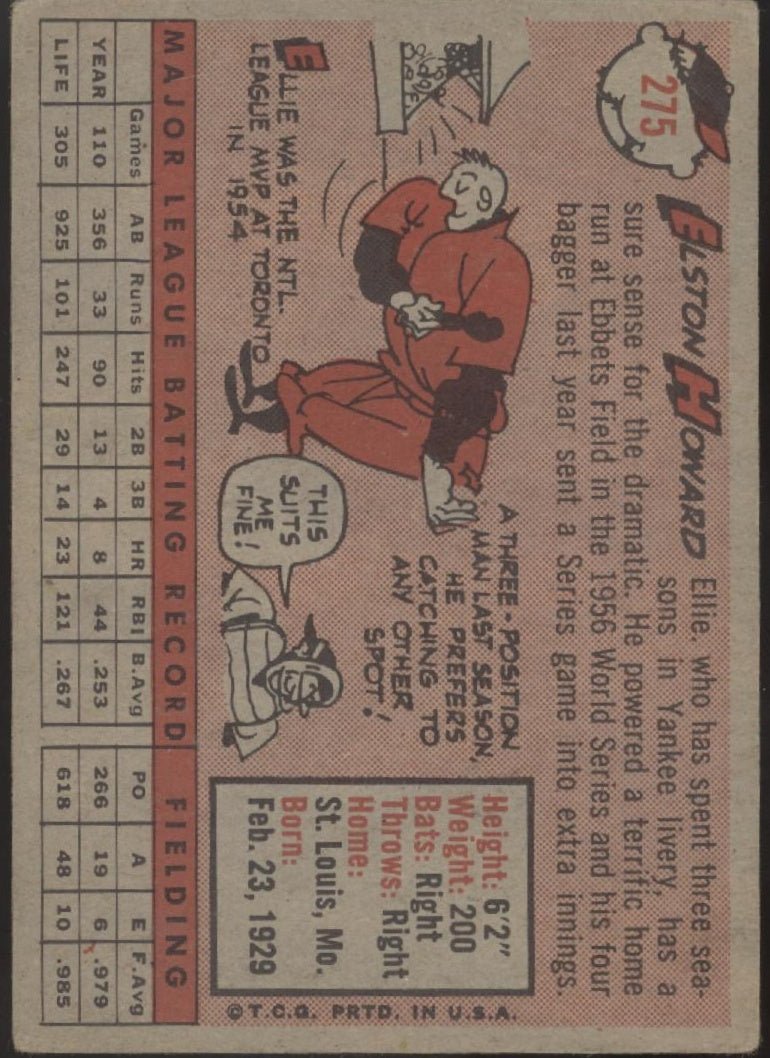 275
ELSTON HOWARD Ellie, who has spent three sea-
sons in Yankee livery, has a
sure sense for the dramatic. He powered a terrific home
run at Ebbets Field in the 1956 World Series and his four
bagger last year sent a Series game into extra innings.
ELLIE WAS THE NTL.
LEAGUE MVP AT TORONTO
IN 1954
A THREE-POSITION
MAN LAST SEASON,
HE PREFERS
CATCHING TO
ANY OTHER
SPOT!
THIS
SUITS
ME
FINE!
Height: 6'2"
Weight: 200
Bats: Right
Throws: Right
Home:
St. Louis, Mo.
Born:
Feb. 23, 1929
© T.C.G. PRTD. IN U.S.A.
MAJOR LEAGUE BATTING RECORD FIELDING
Games AB Runs Hits 2B 3B HR RBI B.Avg PO A E F.Avg
YEAR 110 356 33 90 13 4 8 44 .253 266 19 6 .979
LIFE 305 925 101 247 29 14 23 121 .267 618 48 10 .985